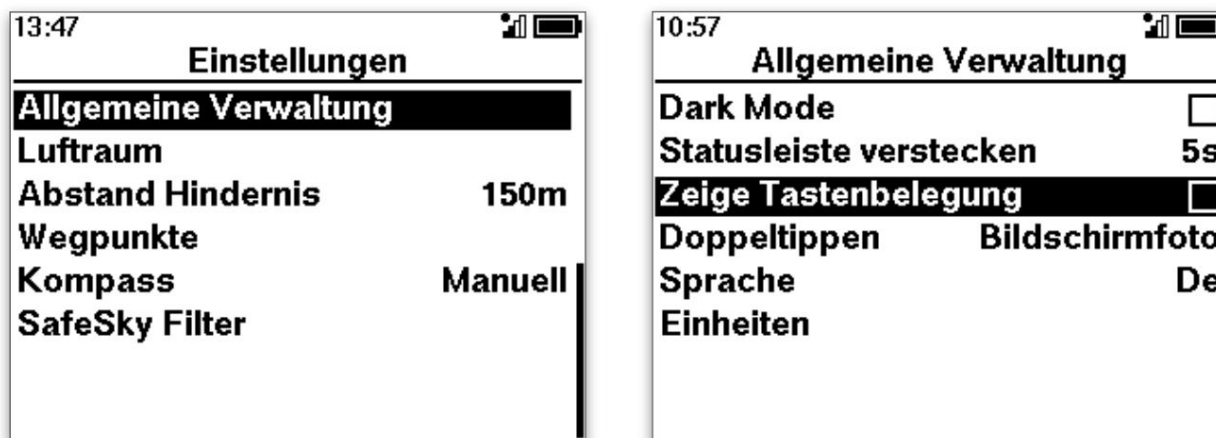 13:47
Einstellungen
Allgemeine Verwaltung
Luftraum
Abstand Hindernis 150m
Wegpunkte
Kompass Manuell
SafeSky Filter
10:57
Allgemeine Verwaltung
Dark Mode
Statusleiste verstecken 5s
Zeige Tastenbelegung
Doppeltippen Bildschirmfoto
Sprache De
Einheiten